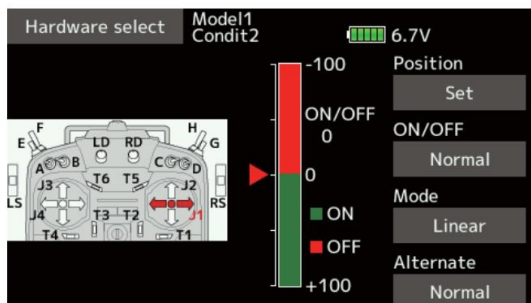 Hardware select
Model1
Condit2
6.7V
F
E
A
B
LD
RD
H
G
C
D
J3
T6
T5
J2
LS
J4
T3
T2
J1
RS
T4
T1
-100
ON/OFF
0
0
ON
OFF
+100
Position
Set
ON/OFF
Normal
Mode
Linear
Alternate
Normal